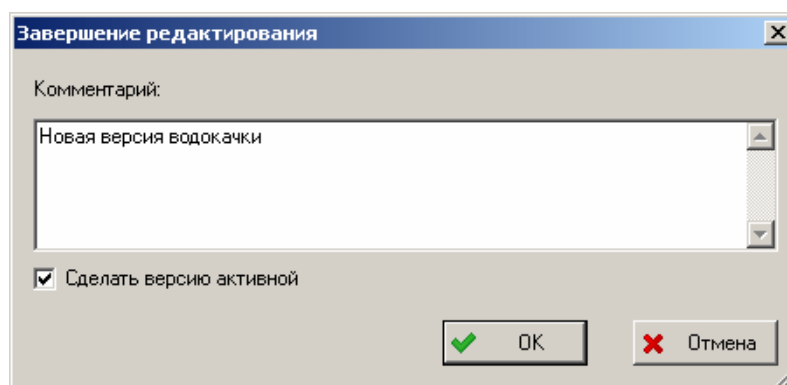 Завершение редактирования
Комментарий:
Новая версия водокачки
Сделать версию активной
OK
Отмена